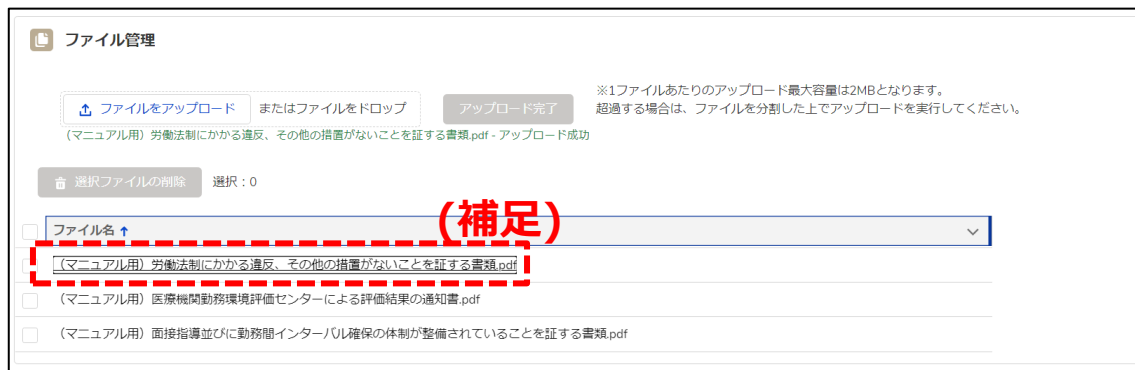 ファイル管理
ファイルをアップロード またはファイルをドロップ アップロード完了
※1ファイルあたりのアップロード最大容量は2MBとなります。
超過する場合は、ファイルを分割した上でアップロードを実行してください。
(マニュアル用)労働法制にかかる違反、その他の措置がないことを証する書類.pdf - アップロード成功
選択ファイルの削除 選択:0
(補足)
ファイル名↑
(マニュアル用)労働法制にかかる違反、その他の措置がないことを証する書類.pdf
(マニュアル用)医療機関勤務環境評価センターによる評価結果の通知書.pdf
(マニュアル用)面接指導並びに勤務間インターバル確保の体制が整備されていることを証する書類.pdf